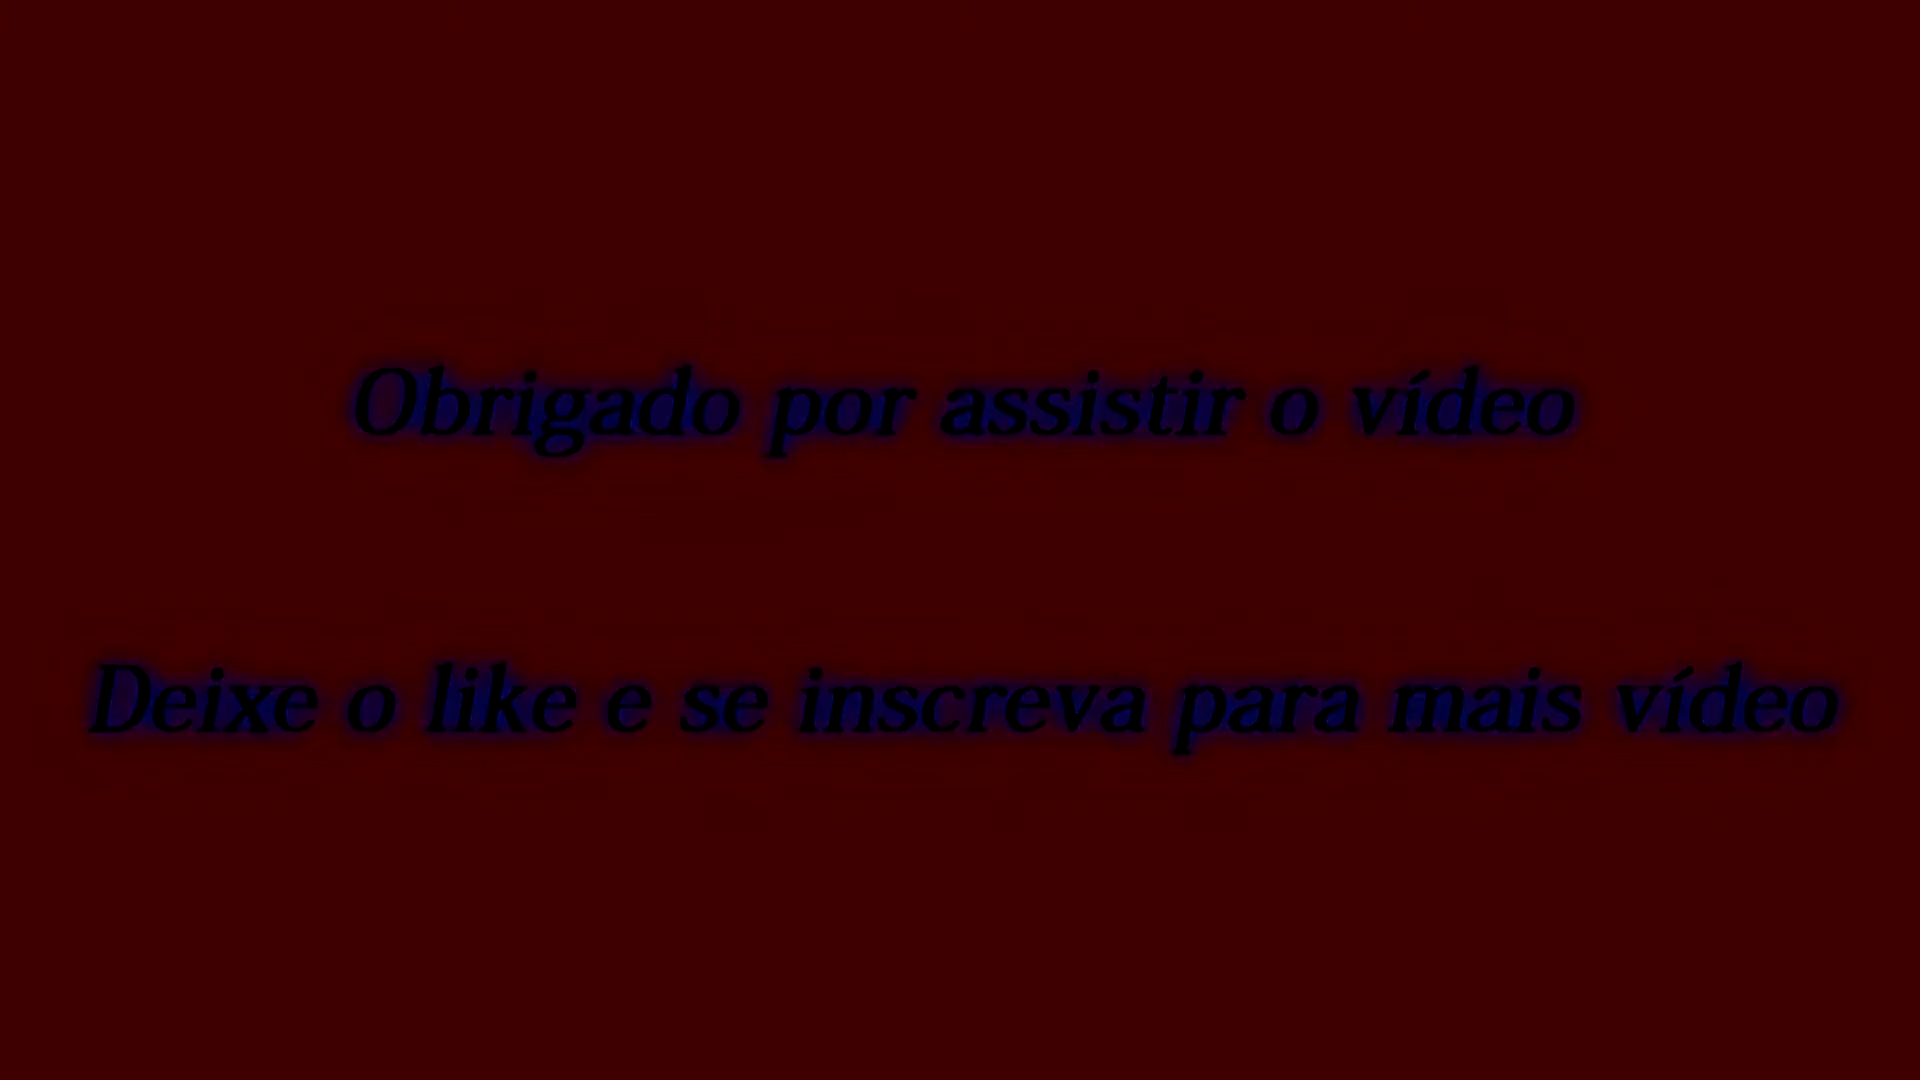 Obrigado por assistir o vídeo
Deixe o like e se inscreva para mais vídeo